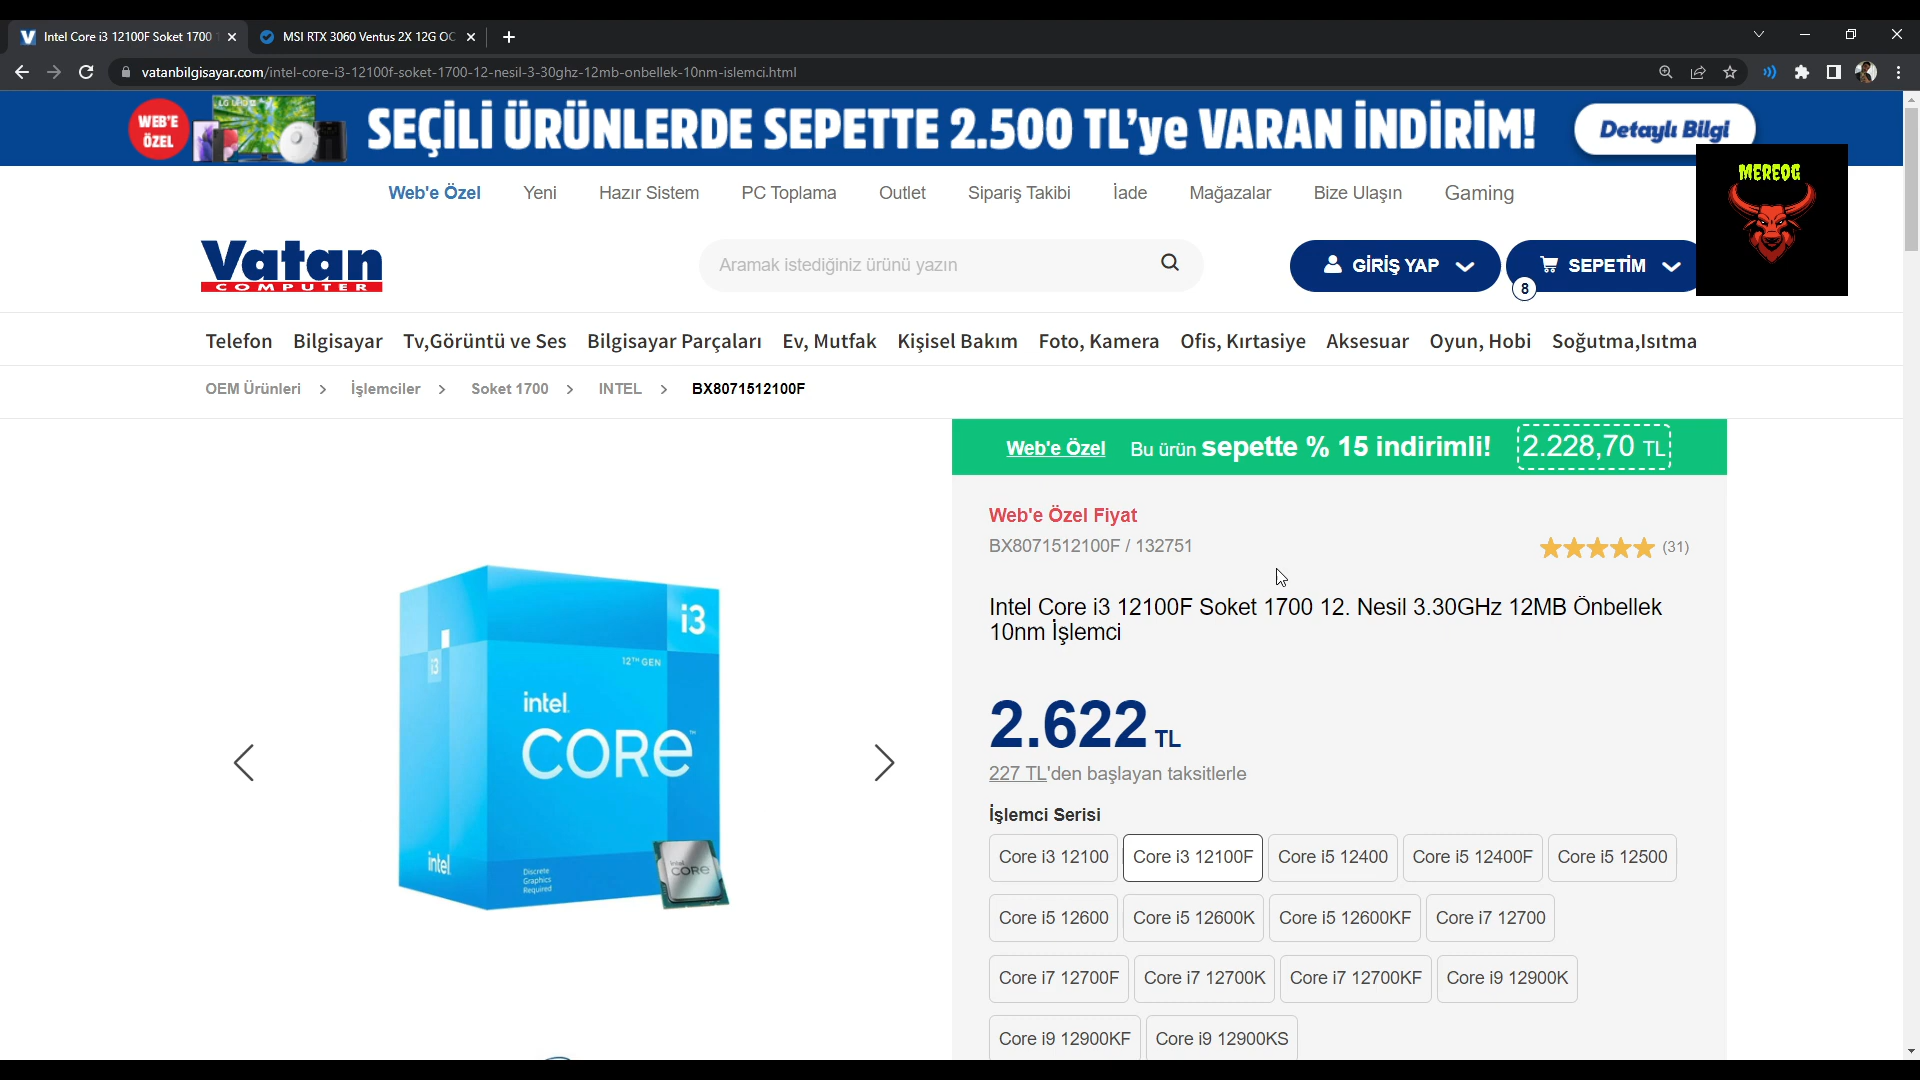 Intel Core i3 12100F Soket 1700
MSI RTX 3060 Ventus 2X 12G OC
vatanbilgisayar.com/intel-core-i3-12100f-soket-1700-12-nesil-3-30ghz-12mb-onbellek-10nm-islemci.html
WEB'E
ÖZEL
SEÇİLİ ÜRÜNLERDE SEPETTE 2.500 TL'ye VARAN İNDİRİM!
Detaylı Bilgi
MEREOG
Web'e Özel Yeni Hazır Sistem PC Toplama Outlet Sipariş Takibi İade Mağazalar Bize Ulaşın Gaming
Vatan
COMPUTER
Aramak istediğiniz ürünü yazın
GİRİŞ YAP
SEPETİM
8
Telefon Bilgisayar Tv,Görüntü ve Ses Bilgisayar Parçaları Ev, Mutfak Kişisel Bakım Foto, Kamera Ofis, Kırtasiye Aksesuar Oyun, Hobi Soğutma,Isıtma
OEM Ürünleri > İşlemciler > Soket 1700 > INTEL > BX8071512100F
Web'e Özel Bu ürün sepette % 15 indirimli! 2.228,70 TL
Web'e Özel Fiyat
BX8071512100F / 132751
(31)
Intel Core i3 12100F Soket 1700 12. Nesil 3.30GHz 12MB Önbellek
10nm İşlemci
2.622 TL
227 TL'den başlayan taksitlerle
İşlemci Serisi
Core i3 12100 Core i3 12100F Core i5 12400 Core i5 12400F Core i5 12500
Core i5 12600 Core i5 12600K Core i5 12600KF Core i7 12700
Core i7 12700F Core i7 12700K Core i7 12700KF Core i9 12900K
Core i9 12900KF Core i9 12900KS
i3
12TH GEN
i3
intel.
CORE™
intel
Discrete
Graphics
Required
CORE